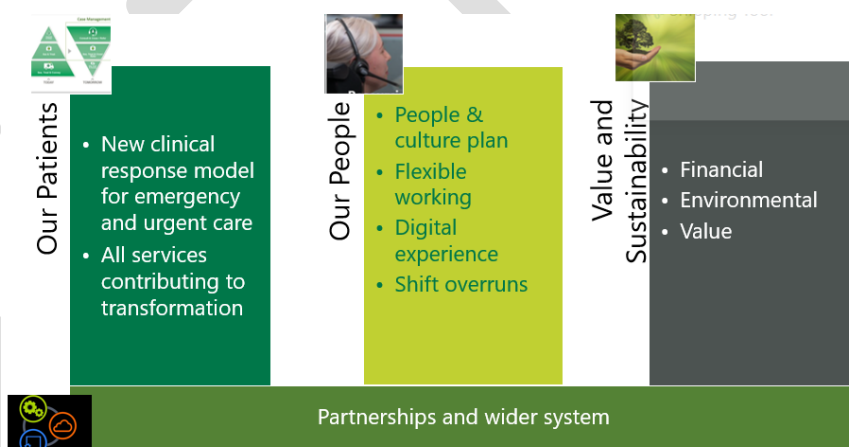 Our Patients
• New clinical
response model
for emergency
and urgent care
• All services
contributing to
transformation
Our People
• People &
culture plan
• Flexible
working
• Digital
experience
• Shift overruns
Value and
Sustainability
• Financial
• Environmental
• Value
Partnerships and wider system